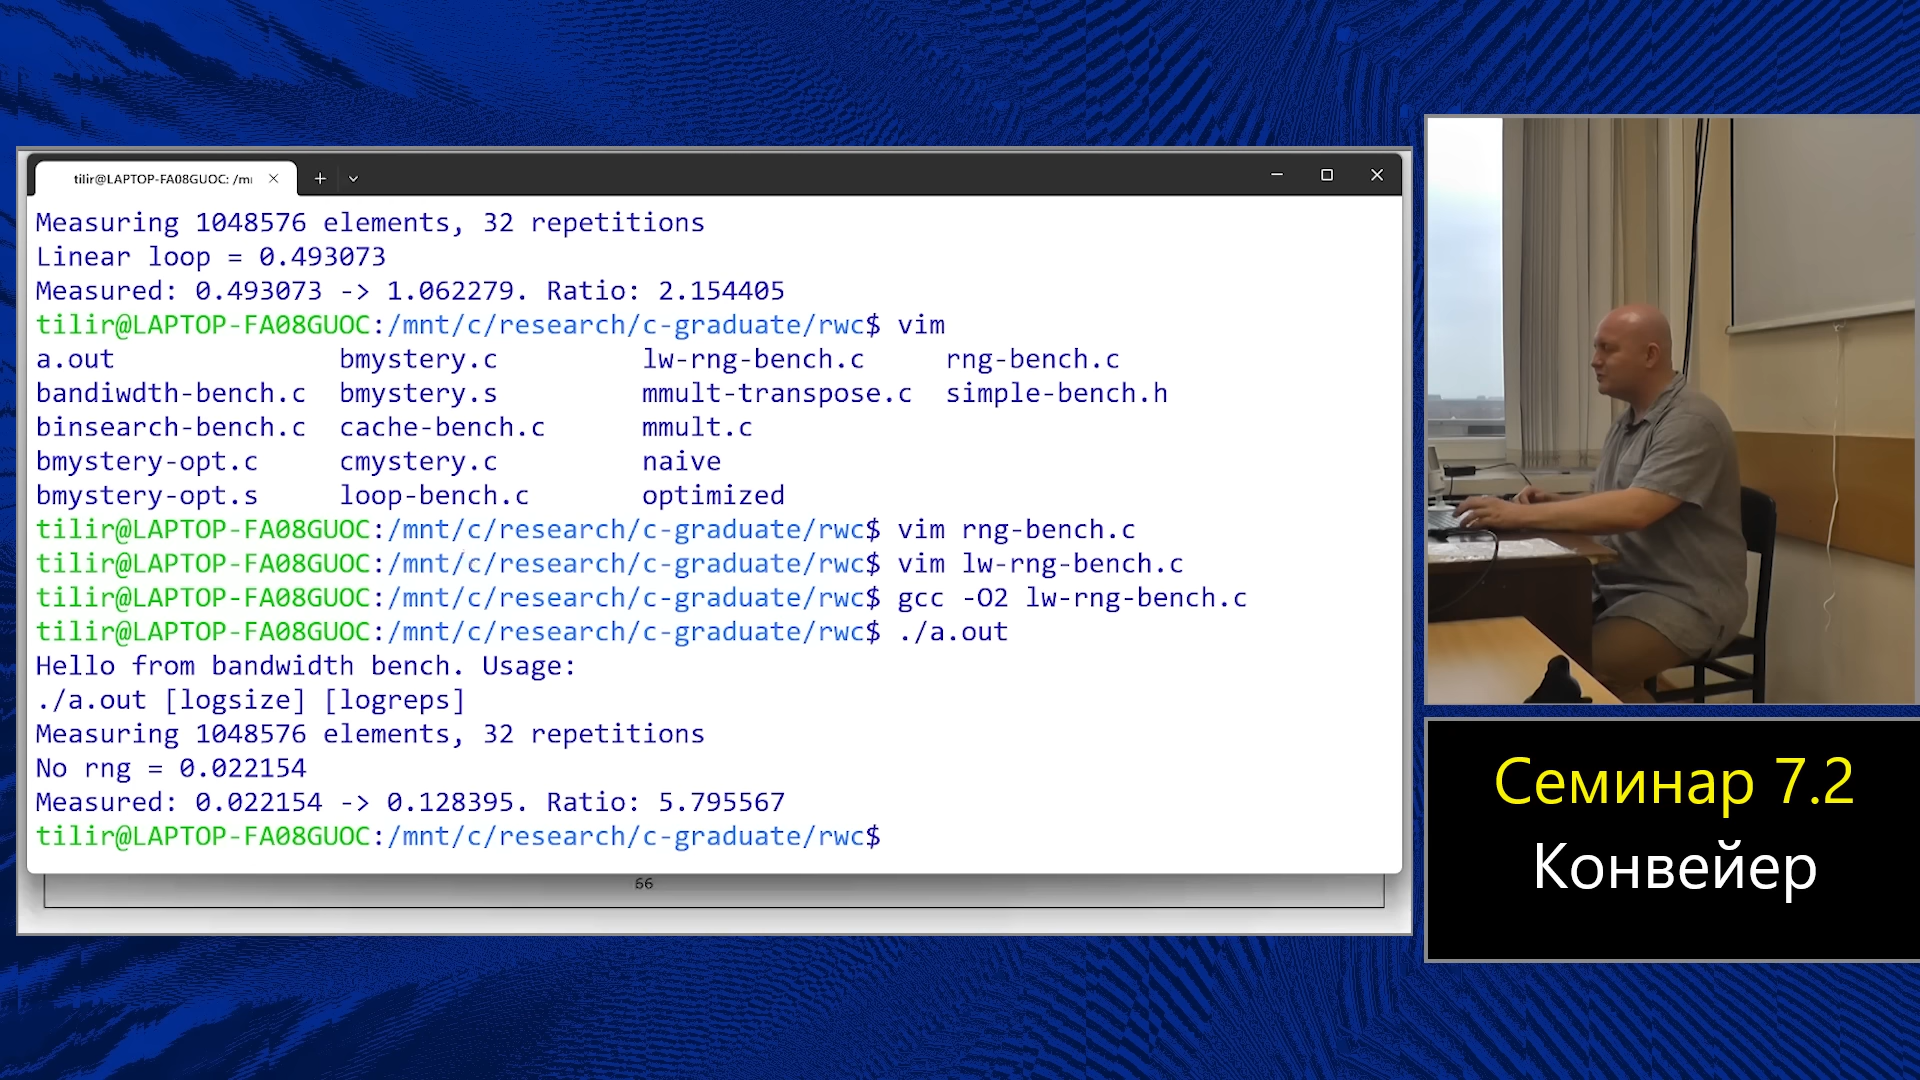 tilir@LAPTOP-FA08GUOC: /m
Measuring 1048576 elements, 32 repetitions
Linear loop = 0.493073
Measured: 0.493073 -> 1.062279. Ratio: 2.154405
tilir@LAPTOP-FA08GUOC:/mnt/c/research/c-graduate/rwc$ vim
a.out bmystery.c lw-rng-bench.c rng-bench.c
bandiwdth-bench.c bmystery.s mmult-transpose.c simple-bench.h
binsearch-bench.c cache-bench.c mmult.c
bmystery-opt.c cmystery.c naive
bmystery-opt.s loop-bench.c optimized
tilir@LAPTOP-FA08GUOC:/mnt/c/research/c-graduate/rwc$ vim rng-bench.c
tilir@LAPTOP-FA08GUOC:/mnt/c/research/c-graduate/rwc$ vim lw-rng-bench.c
tilir@LAPTOP-FA08GUOC:/mnt/c/research/c-graduate/rwc$ gcc -O2 lw-rng-bench.c
tilir@LAPTOP-FA08GUOC:/mnt/c/research/c-graduate/rwc$ ./a.out
Hello from bandwidth bench. Usage:
./a.out [logsize] [logreps]
Measuring 1048576 elements, 32 repetitions
No rng = 0.022154
Measured: 0.022154 -> 0.128395. Ratio: 5.795567
tilir@LAPTOP-FA08GUOC:/mnt/c/research/c-graduate/rwc$
66
Семинар 7.2
Конвейер